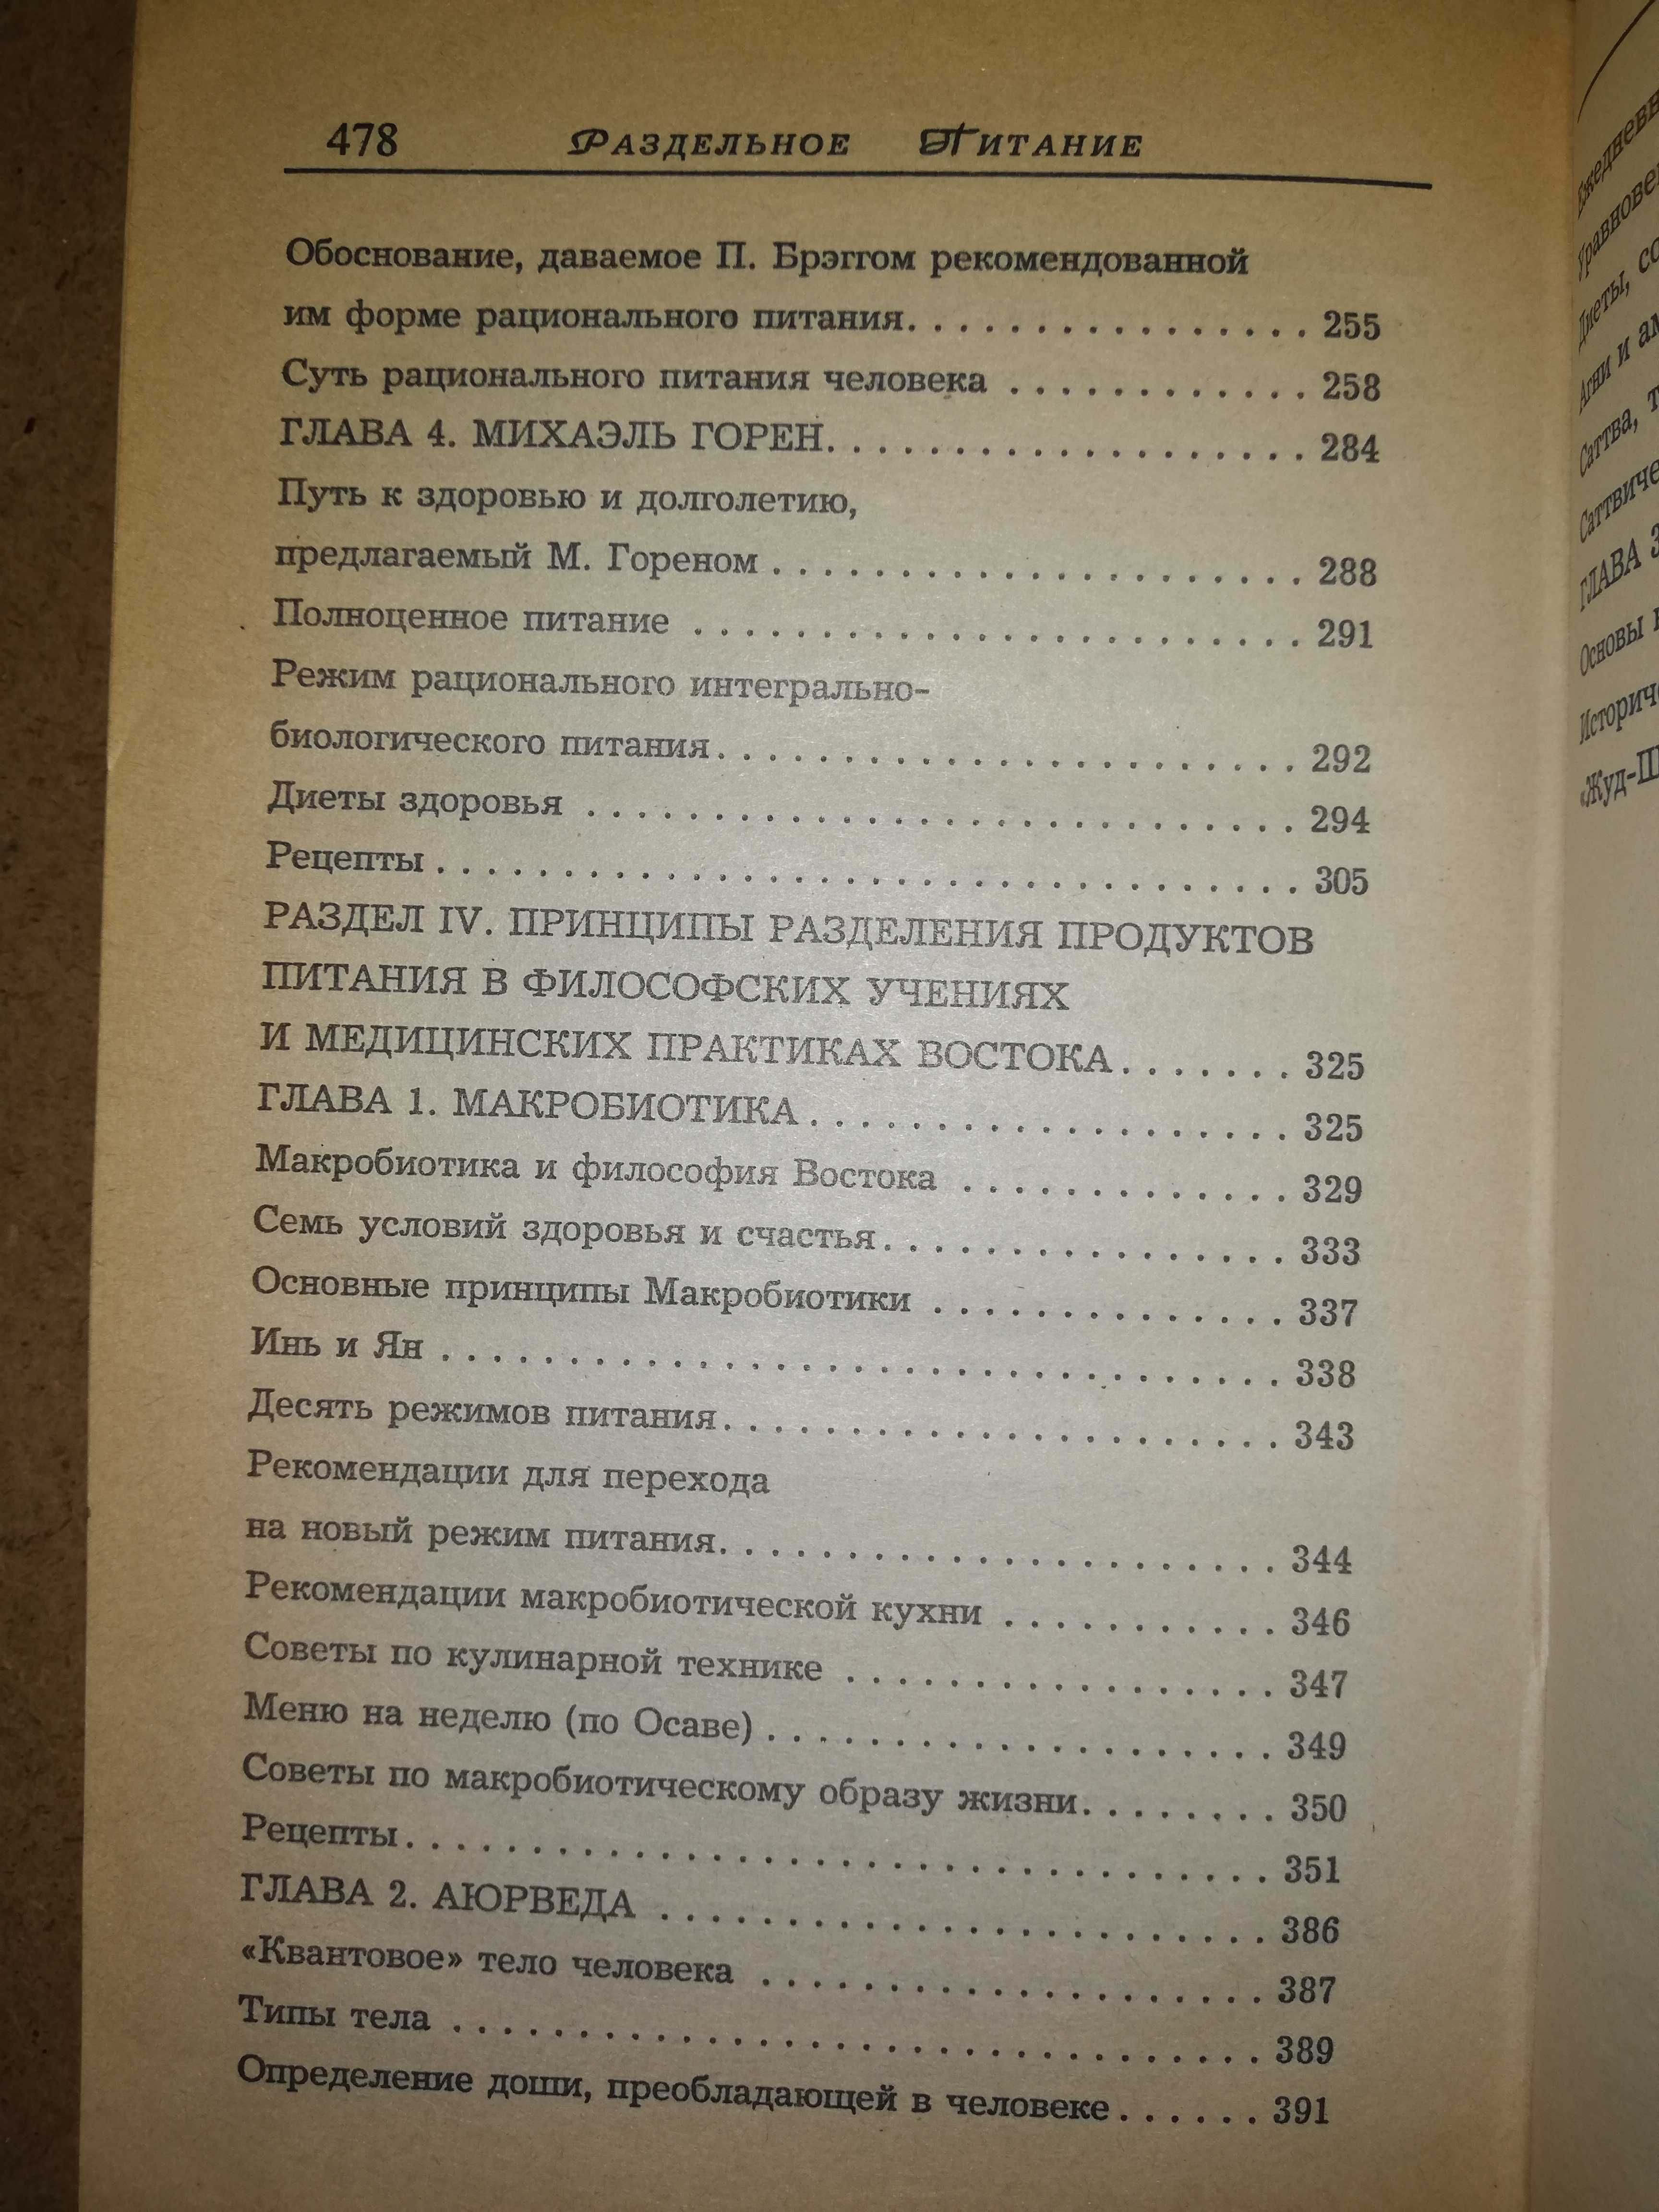 478 РАЗДЕЛЬНОЕ ПИТАНИЕ
Обоснование, даваемое П. Брэггом рекомендованной
им форме рационального питания. . . . . . . . . . . . . . . . 255
Суть рационального питания человека . . . . . . . . . . . . 258
ГЛАВА 4. МИХАЭЛЬ ГОРЕН. . . . . . . . . . . . . . . . . . . 284
Путь к здоровью и долголетию,
предлагаемый М. Гореном . . . . . . . . . . . . . . . . . . . . . 288
Полноценное питание . . . . . . . . . . . . . . . . . . . . . . . . 291
Режим рационального интегрально-
биологического питания. . . . . . . . . . . . . . . . . . . . . . . 292
Диеты здоровья . . . . . . . . . . . . . . . . . . . . . . . . . . . . 294
Рецепты . . . . . . . . . . . . . . . . . . . . . . . . . . . . . . . . . . 305
РАЗДЕЛ IV. ПРИНЦИПЫ РАЗДЕЛЕНИЯ ПРОДУКТОВ
ПИТАНИЯ В ФИЛОСОФСКИХ УЧЕНИЯХ
И МЕДИЦИНСКИХ ПРАКТИКАХ ВОСТОКА. . . . . . . 325
ГЛАВА 1. МАКРОБИОТИКА . . . . . . . . . . . . . . . . . . . 325
Макробиотика и философия Востока . . . . . . . . . . . . . 329
Семь условий здоровья и счастья. . . . . . . . . . . . . . . . 333
Основные принципы Макробиотики . . . . . . . . . . . . . . 337
Инь и Ян . . . . . . . . . . . . . . . . . . . . . . . . . . . . . . . . . 338
Десять режимов питания. . . . . . . . . . . . . . . . . . . . . . 343
Рекомендации для перехода
на новый режим питания. . . . . . . . . . . . . . . . . . . . . . 344
Рекомендации макробиотической кухни . . . . . . . . . . . 346
Советы по кулинарной технике . . . . . . . . . . . . . . . . . 347
Меню на неделю (по Осаве) . . . . . . . . . . . . . . . . . . . . 349
Советы по макробиотическому образу жизни. . . . . . . . 350
Рецепты. . . . . . . . . . . . . . . . . . . . . . . . . . . . . . . . . . 351
ГЛАВА 2. АЮРВЕДА . . . . . . . . . . . . . . . . . . . . . . . . 386
«Квантовое» тело человека . . . . . . . . . . . . . . . . . . . . 387
Типы тела . . . . . . . . . . . . . . . . . . . . . . . . . . . . . . . . 389
Определение доши, преобладающей в человеке . . . . . . 391
Диеты,
Агни и
Саттва,
ГЛАВА 3
Основы